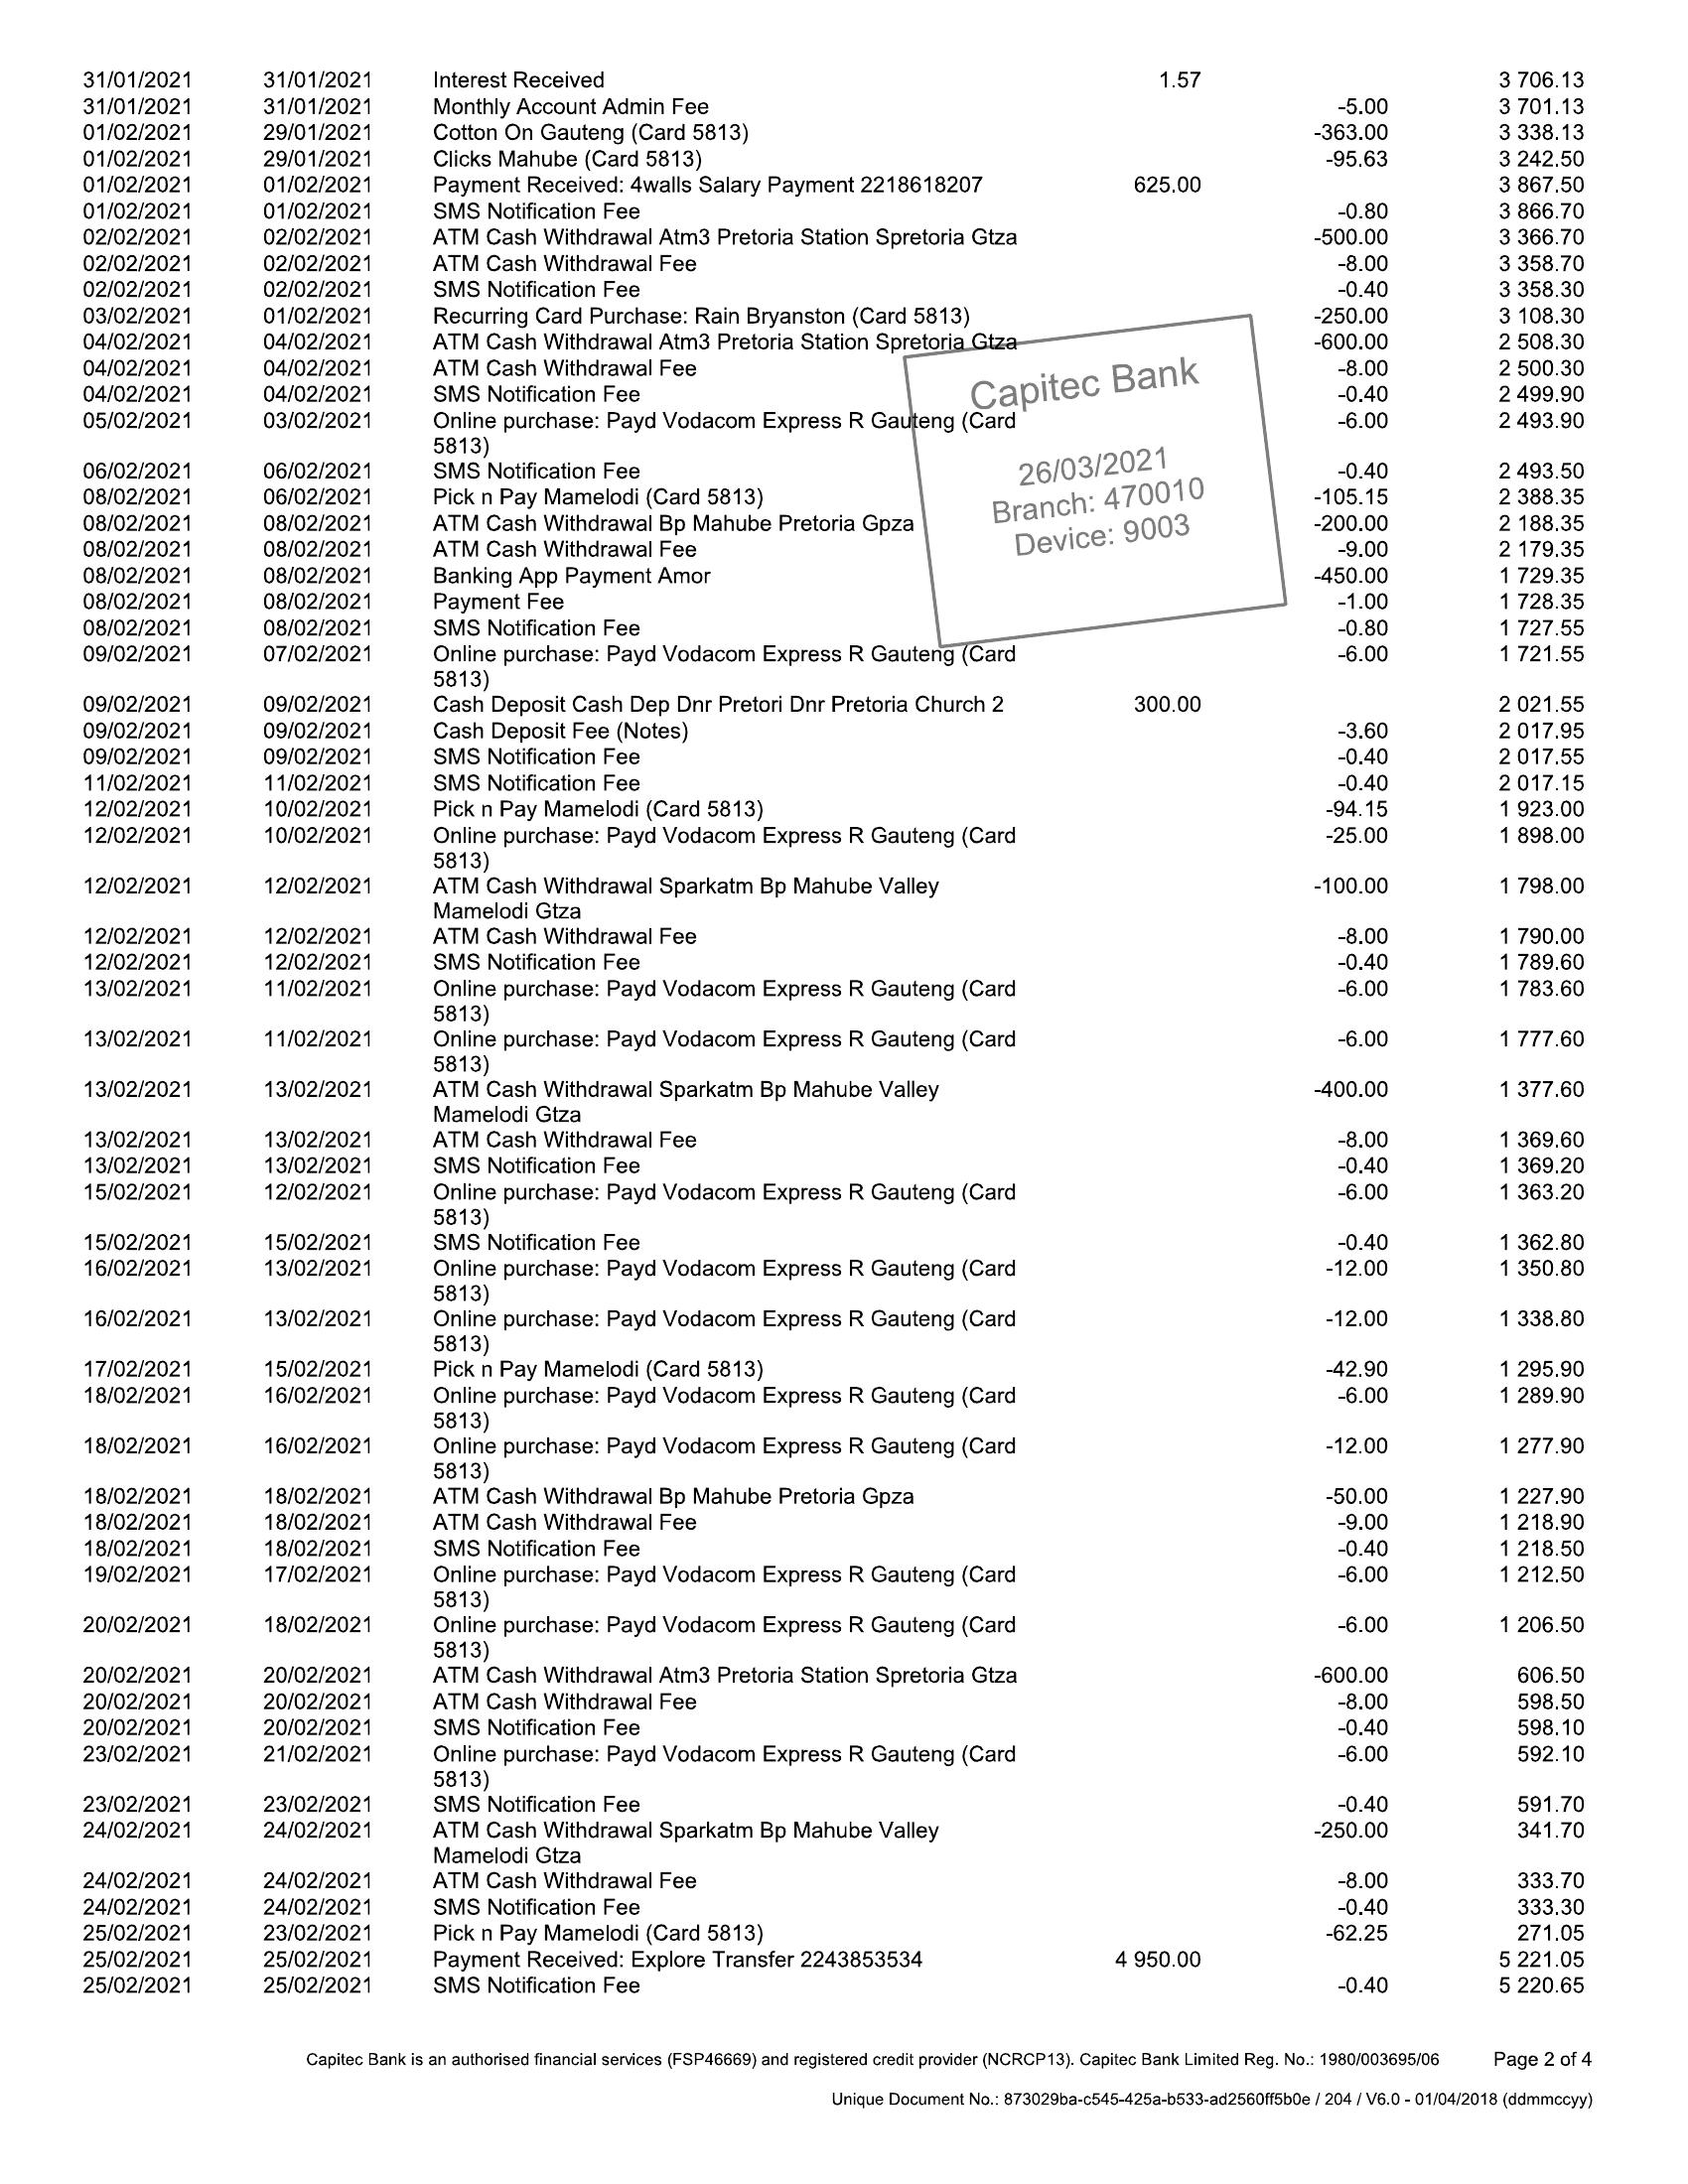 31/01/2021 31/01/2021 Interest Received 1.57 3 706.13
31/01/2021 31/01/2021 Monthly Account Admin Fee -5.00 3 701.13
01/02/2021 29/01/2021 Cotton On Gauteng (Card 5813) -363.00 3 338.13
01/02/2021 29/01/2021 Clicks Mahube (Card 5813) -95.63 3 242.50
01/02/2021 01/02/2021 Payment Received: 4walls Salary Payment 2218618207 625.00 3 867.50
01/02/2021 01/02/2021 SMS Notification Fee -0.80 3 866.70
02/02/2021 02/02/2021 ATM Cash Withdrawal Atm3 Pretoria Station Spretoria Gtza -500.00 3 366.70
02/02/2021 02/02/2021 ATM Cash Withdrawal Fee -8.00 3 358.70
02/02/2021 02/02/2021 SMS Notification Fee -0.40 3 358.30
03/02/2021 01/02/2021 Recurring Card Purchase: Rain Bryanston (Card 5813) -250.00 3 108.30
04/02/2021 04/02/2021 ATM Cash Withdrawal Atm3 Pretoria Station Spretoria Gtza -600.00 2 508.30
04/02/2021 04/02/2021 ATM Cash Withdrawal Fee -8.00 2 500.30
04/02/2021 04/02/2021 SMS Notification Fee -0.40 2 499.90
05/02/2021 03/02/2021 Online purchase: Payd Vodacom Express R Gauteng (Card -6.00 2 493.90
5813)
06/02/2021 06/02/2021 SMS Notification Fee -0.40 2 493.50
08/02/2021 06/02/2021 Pick n Pay Mamelodi (Card 5813) -105.15 2 388.35
08/02/2021 08/02/2021 ATM Cash Withdrawal Bp Mahube Pretoria Gpza -200.00 2 188.35
08/02/2021 08/02/2021 ATM Cash Withdrawal Fee -9.00 2 179.35
08/02/2021 08/02/2021 Banking App Payment Amor -450.00 1 729.35
08/02/2021 08/02/2021 Payment Fee -1.00 1 728.35
08/02/2021 08/02/2021 SMS Notification Fee -0.80 1 727.55
09/02/2021 07/02/2021 Online purchase: Payd Vodacom Express R Gauteng (Card -6.00 1 721.55
5813)
Capitec Bank
26/03/2021
Branch: 470010
Device: 9003
09/02/2021 09/02/2021 Cash Deposit Cash Dep Dnr Pretori Dnr Pretoria Church 2 300.00 2 021.55
09/02/2021 09/02/2021 Cash Deposit Fee (Notes) -3.60 2 017.95
09/02/2021 09/02/2021 SMS Notification Fee -0.40 2 017.55
11/02/2021 11/02/2021 SMS Notification Fee -0.40 2 017.15
12/02/2021 10/02/2021 Pick n Pay Mamelodi (Card 5813) -94.15 1 923.00
12/02/2021 10/02/2021 Online purchase: Payd Vodacom Express R Gauteng (Card -25.00 1 898.00
5813)
12/02/2021 12/02/2021 ATM Cash Withdrawal Sparkatm Bp Mahube Valley -100.00 1 798.00
Mamelodi Gtza
12/02/2021 12/02/2021 ATM Cash Withdrawal Fee -8.00 1 790.00
12/02/2021 12/02/2021 SMS Notification Fee -0.40 1 789.60
13/02/2021 11/02/2021 Online purchase: Payd Vodacom Express R Gauteng (Card -6.00 1 783.60
5813)
13/02/2021 11/02/2021 Online purchase: Payd Vodacom Express R Gauteng (Card -6.00 1 777.60
5813)
13/02/2021 13/02/2021 ATM Cash Withdrawal Sparkatm Bp Mahube Valley -400.00 1 377.60
Mamelodi Gtza
13/02/2021 13/02/2021 ATM Cash Withdrawal Fee -8.00 1 369.60
13/02/2021 13/02/2021 SMS Notification Fee -0.40 1 369.20
15/02/2021 12/02/2021 Online purchase: Payd Vodacom Express R Gauteng (Card -6.00 1 363.20
5813)
15/02/2021 15/02/2021 SMS Notification Fee -0.40 1 362.80
16/02/2021 13/02/2021 Online purchase: Payd Vodacom Express R Gauteng (Card -12.00 1 350.80
5813)
16/02/2021 13/02/2021 Online purchase: Payd Vodacom Express R Gauteng (Card -12.00 1 338.80
5813)
17/02/2021 15/02/2021 Pick n Pay Mamelodi (Card 5813) -42.90 1 295.90
18/02/2021 16/02/2021 Online purchase: Payd Vodacom Express R Gauteng (Card -6.00 1 289.90
5813)
18/02/2021 16/02/2021 Online purchase: Payd Vodacom Express R Gauteng (Card -12.00 1 277.90
5813)
18/02/2021 18/02/2021 ATM Cash Withdrawal Bp Mahube Pretoria Gpza -50.00 1 227.90
18/02/2021 18/02/2021 ATM Cash Withdrawal Fee -9.00 1 218.90
18/02/2021 18/02/2021 SMS Notification Fee -0.40 1 218.50
19/02/2021 17/02/2021 Online purchase: Payd Vodacom Express R Gauteng (Card -6.00 1 212.50
5813)
20/02/2021 18/02/2021 Online purchase: Payd Vodacom Express R Gauteng (Card -6.00 1 206.50
5813)
20/02/2021 20/02/2021 ATM Cash Withdrawal Atm3 Pretoria Station Spretoria Gtza -600.00 606.50
20/02/2021 20/02/2021 ATM Cash Withdrawal Fee -8.00 598.50
20/02/2021 20/02/2021 SMS Notification Fee -0.40 598.10
23/02/2021 21/02/2021 Online purchase: Payd Vodacom Express R Gauteng (Card -6.00 592.10
5813)
23/02/2021 23/02/2021 SMS Notification Fee -0.40 591.70
24/02/2021 24/02/2021 ATM Cash Withdrawal Sparkatm Bp Mahube Valley -250.00 341.70
Mamelodi Gtza
24/02/2021 24/02/2021 ATM Cash Withdrawal Fee -8.00 333.70
24/02/2021 24/02/2021 SMS Notification Fee -0.40 333.30
25/02/2021 23/02/2021 Pick n Pay Mamelodi (Card 5813) -62.25 271.05
25/02/2021 25/02/2021 Payment Received: Explore Transfer 2243853534 4 950.00 5 221.05
25/02/2021 25/02/2021 SMS Notification Fee -0.40 5 220.65
Capitec Bank is an authorised financial services (FSP46669) and registered credit provider (NCRCP13). Capitec Bank Limited Reg. No.: 1980/003695/06 Page 2 of 4
Unique Document No.: 873029ba-c545-425a-b533-ad2560ff5b0e / 204 / V6.0 - 01/04/2018 (ddmmccyy)